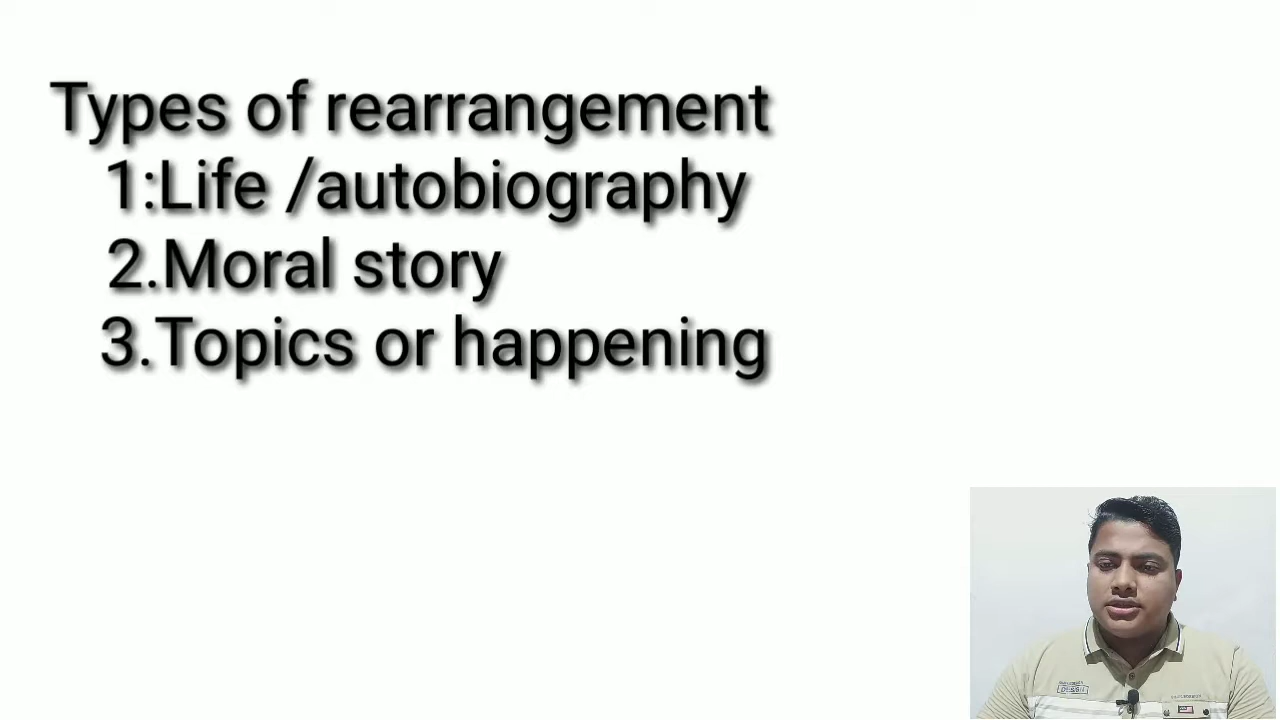 Types of rearrangement
1:Life /autobiography
2.Moral story
3.Topics or happening